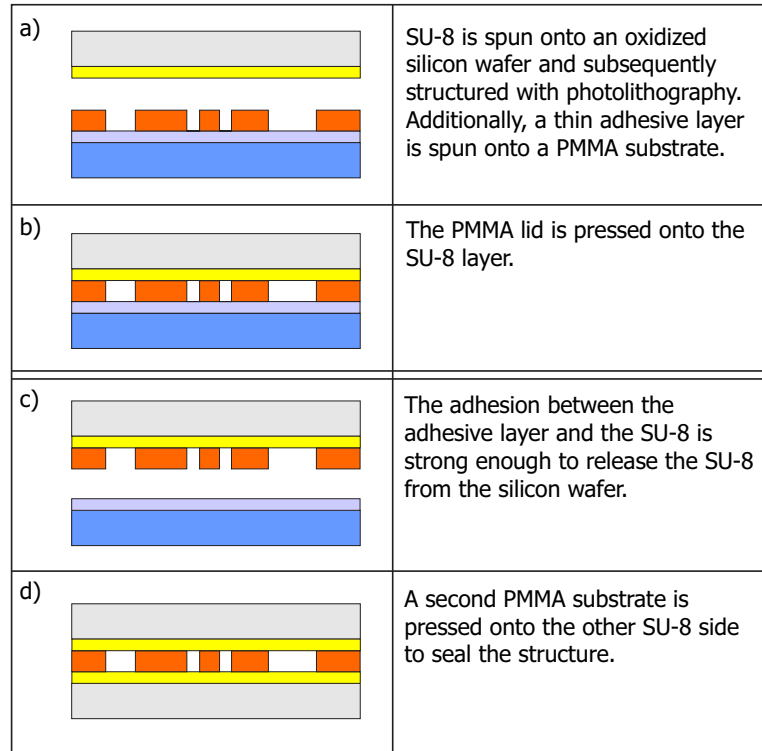 a)
SU-8 is spun onto an oxidized
silicon wafer and subsequently
structured with photolithography.
Additionally, a thin adhesive layer
is spun onto a PMMA substrate.
b)
The PMMA lid is pressed onto the
SU-8 layer.
c)
The adhesion between the
adhesive layer and the SU-8 is
strong enough to release the SU-8
from the silicon wafer.
d)
A second PMMA substrate is
pressed onto the other SU-8 side
to seal the structure.